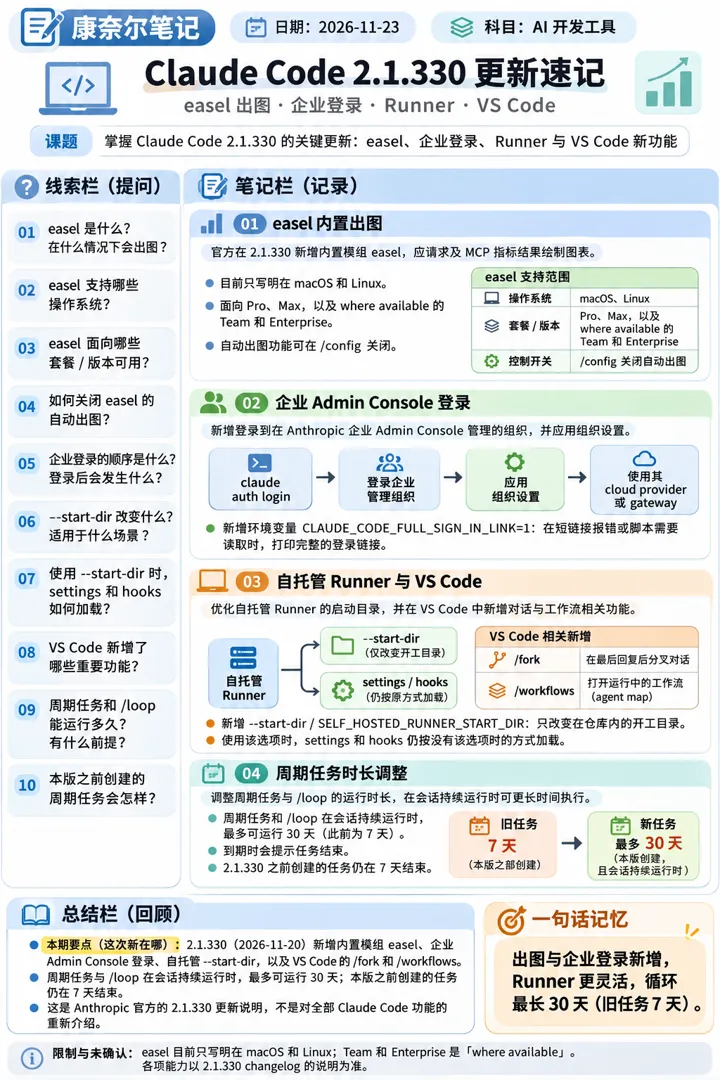 康奈尔笔记
日期：2026-11-23
科目：AI 开发工具
Claude Code 2.1.330 更新速记
easel 出图 · 企业登录 · Runner · VS Code
课题
掌握 Claude Code 2.1.330 的关键更新：easel、企业登录、Runner 与 VS Code 新功能
? 线索栏（提问）
01
easel 是什么？
在什么情况下会出图？
02
easel 支持哪些
操作系统？
03
easel 面向哪些
套餐 / 版本可用？
04
如何关闭 easel 的
自动出图？
05
企业登录的顺序是什么？
登录后会发生什么？
06
--start-dir 改变什么？
适用于什么场景？
07
使用 --start-dir 时，
settings 和 hooks
如何加载？
08
VS Code 新增了
哪些重要功能？
09
周期任务和 /loop
能运行多久？
有什么前提？
10
本版之前创建的
周期任务会怎样？
笔记栏（记录）
01 easel 内置出图
官方在 2.1.330 新增内置模组 easel，应请求及 MCP 指标结果绘制图表。
目前只写明在 macOS 和 Linux。
面向 Pro、Max，以及 where available 的
Team 和 Enterprise。
自动出图功能可在 /config 关闭。
easel 支持范围
操作系统
macOS、Linux
套餐 / 版本
Pro、Max，以及
where available 的
Team 和 Enterprise
控制开关
/config 关闭自动出图
02 企业 Admin Console 登录
新增登录到在 Anthropic 企业 Admin Console 管理的组织，并应用组织设置。
claude
auth login
登录企业
管理组织
应用
组织设置
使用其
cloud provider
或 gateway
新增环境变量 CLAUDE_CODE_FULL_SIGN_IN_LINK=1：在短链接报错或脚本需要
读取时，打印完整的登录链接。
03 自托管 Runner 与 VS Code
优化自托管 Runner 的启动目录，并在 VS Code 中新增对话与工作流相关功能。
自托管
Runner
--start-dir
（仅改变开工目录）
settings / hooks
（仍按原方式加载）
VS Code 相关新增
/fork
在最后回复后分叉对话
/workflows
打开运行中的工作流
（agent map）
新增 --start-dir / SELF_HOSTED_RUNNER_START_DIR：只改变在仓库内的开工目录。
使用该选项时，settings 和 hooks 仍按没有该选项时的方式加载。
04 周期任务时长调整
调整周期任务与 /loop 的运行时长，在会话持续运行时可更长时间执行。
周期任务和 /loop 在会话持续运行时，
最多可运行 30 天（此前为 7 天）。
到期时会提示任务结束。
2.1.330 之前创建的任务仍在 7 天结束。
旧任务
7 天
（本版之部创建）
新任务
最多 30 天
（本版创建，
且会话持续运行时）
总结栏（回顾）
本期要点（这次新在哪）：2.1.330（2026-11-20）新增内置模组 easel、企业
Admin Console 登录、自托管 --start-dir，以及 VS Code 的 /fork 和 /workflows。
周期任务与 /loop 在会话持续运行时，最多可运行 30 天；本版之前创建的任务
仍在 7 天结束。
这是 Anthropic 官方的 2.1.330 更新说明，不是对全部 Claude Code 功能的
重新介绍。
一句话记忆
出图与企业登录新增，
Runner 更灵活，循环
最长 30 天（旧任务 7 天）。
限制与未确认：easel 目前只写明在 macOS 和 Linux；Team 和 Enterprise 是「where available」。
各项能力以 2.1.330 changelog 的说明为准。